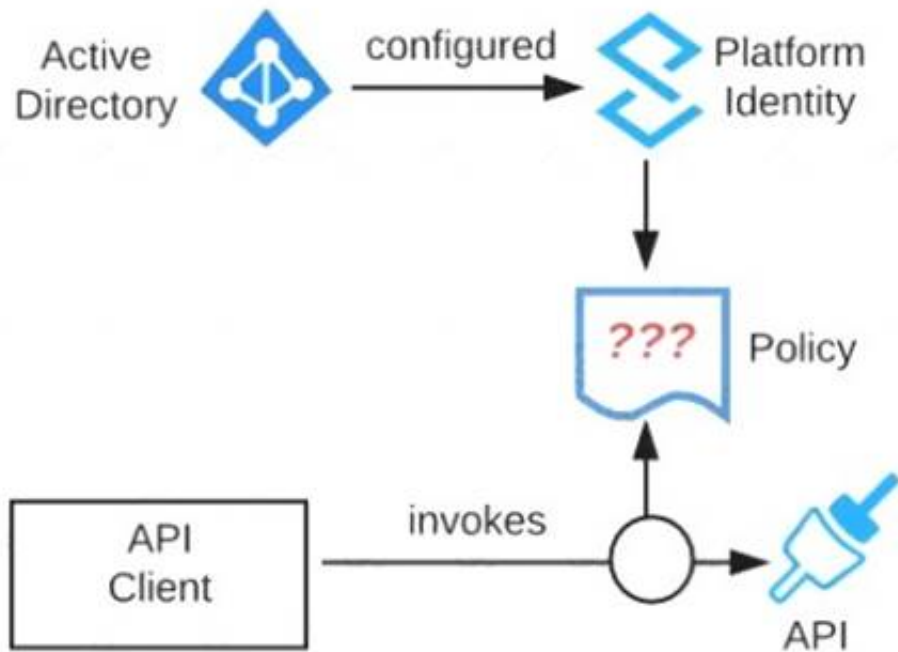 Active
Directory
configured
Platform
Identity
???
Policy
invokes
API
Client
API